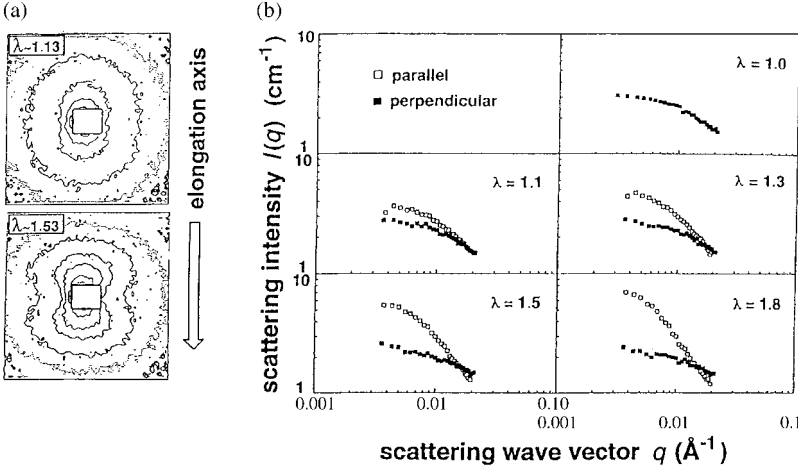 (a)
λ~1.13
λ~1.53
elongation axis
(b)
scattering intensity I(q) (cm⁻¹)
10
1
10
1
10
1
□ parallel
■ perpendicular
λ = 1.0
λ = 1.1
λ = 1.3
λ = 1.5
λ = 1.8
0.001
0.01
0.10
0.001
0.01
0.1
scattering wave vector q (Å⁻¹)